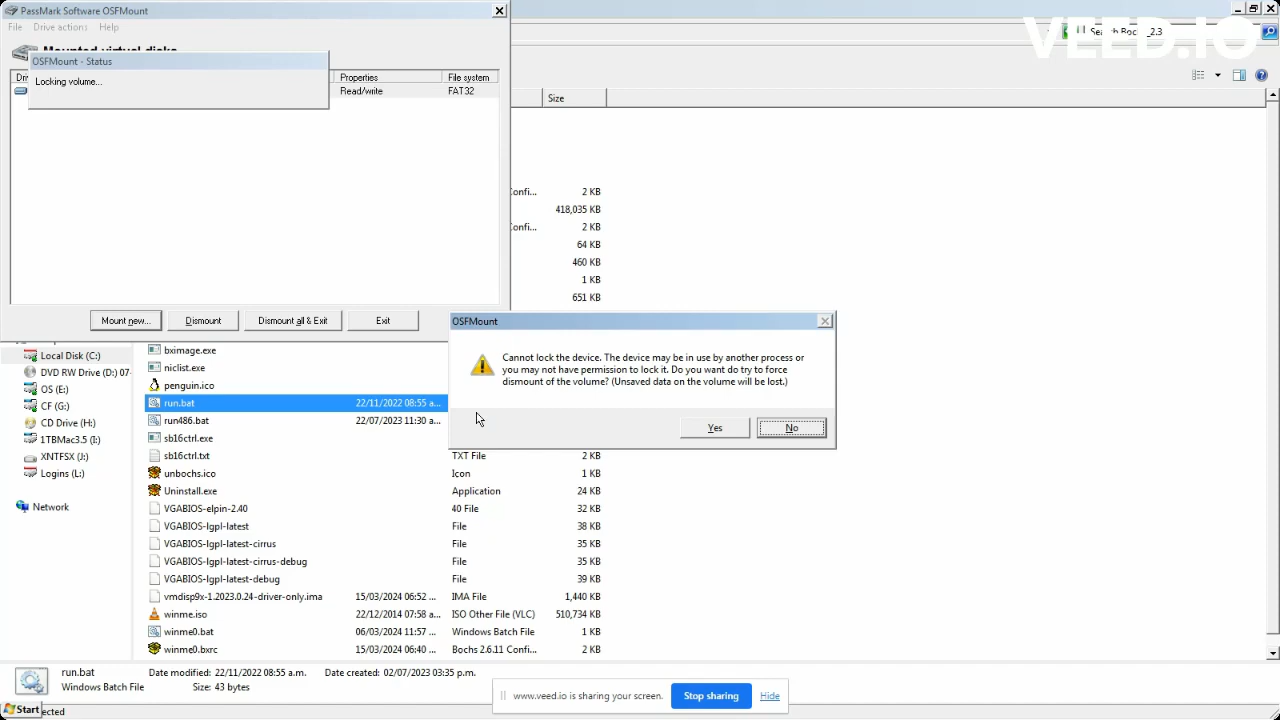 PassMark Software OSFMount
File Drive actions Help
Mounted virtual disks
OSFMount - Status
Locking volume...
Properties File system
Read/write FAT32
Mount new... Dismount Dismount all & Exit Exit
VEED.IO
Size
Confi... 2 KB
418,035 KB
Confi... 2 KB
64 KB
460 KB
1 KB
651 KB
OSFMount
Cannot lock the device. The device may be in use by another process or
you may not have permission to lock it. Do you want do try to force
dismount of the volume? (Unsaved data on the volume will be lost.)
Yes No
Local Disk (C:)
DVD RW Drive (D:) 07-
OS (E:)
CF (G:)
CD Drive (H:)
1TBMac3.5 (I:)
XNTFSX (J:)
Logins (L:)
Network
bximage.exe
niclist.exe
penguin.ico
run.bat 22/11/2022 08:55 a...
run486.bat 22/07/2023 11:30 a...
sb16ctrl.exe
sb16ctrl.txt TXT File 2 KB
unbochs.ico Icon 1 KB
Uninstall.exe Application 24 KB
VGABIOS-elpin-2.40 40 File 32 KB
VGABIOS-lgpl-latest File 38 KB
VGABIOS-lgpl-latest-cirrus File 35 KB
VGABIOS-lgpl-latest-cirrus-debug File 35 KB
VGABIOS-lgpl-latest-debug File 39 KB
vmdisp9x-1.2023.0.24-driver-only.ima 15/03/2024 06:52 ... IMA File 1,440 KB
winme.iso 22/12/2014 07:58 a... ISO Other File (VLC) 510,734 KB
winme0.bat 06/03/2024 11:57 ... Windows Batch File 1 KB
winme0.bxrc 15/03/2024 06:40 ... Bochs 2.6.11 Confi... 2 KB
run.bat Date modified: 22/11/2022 08:55 a.m. Date created: 02/07/2023 03:35 p.m.
Windows Batch File Size: 43 bytes
www.veed.io is sharing your screen. Stop sharing Hide
Start ected